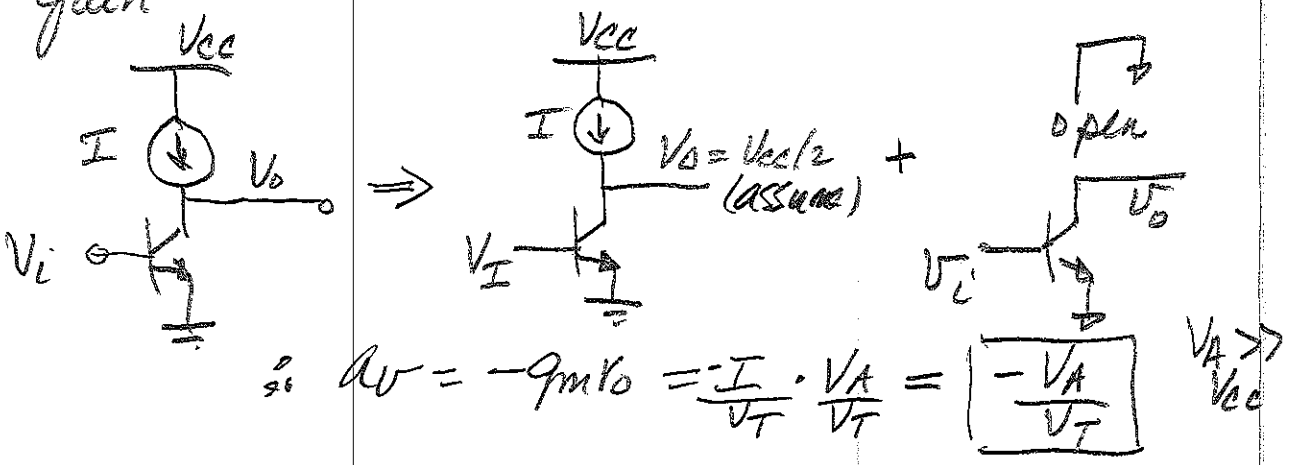 gain
Vcc
I
Vo
Vi
⇒
Vcc
I
Vo = Vcc/2
(assume)
VI
+
open
vo
vi
∴ av = -gmro = -I/VT · VA/VT = -VA/VT
VA >> Vcc